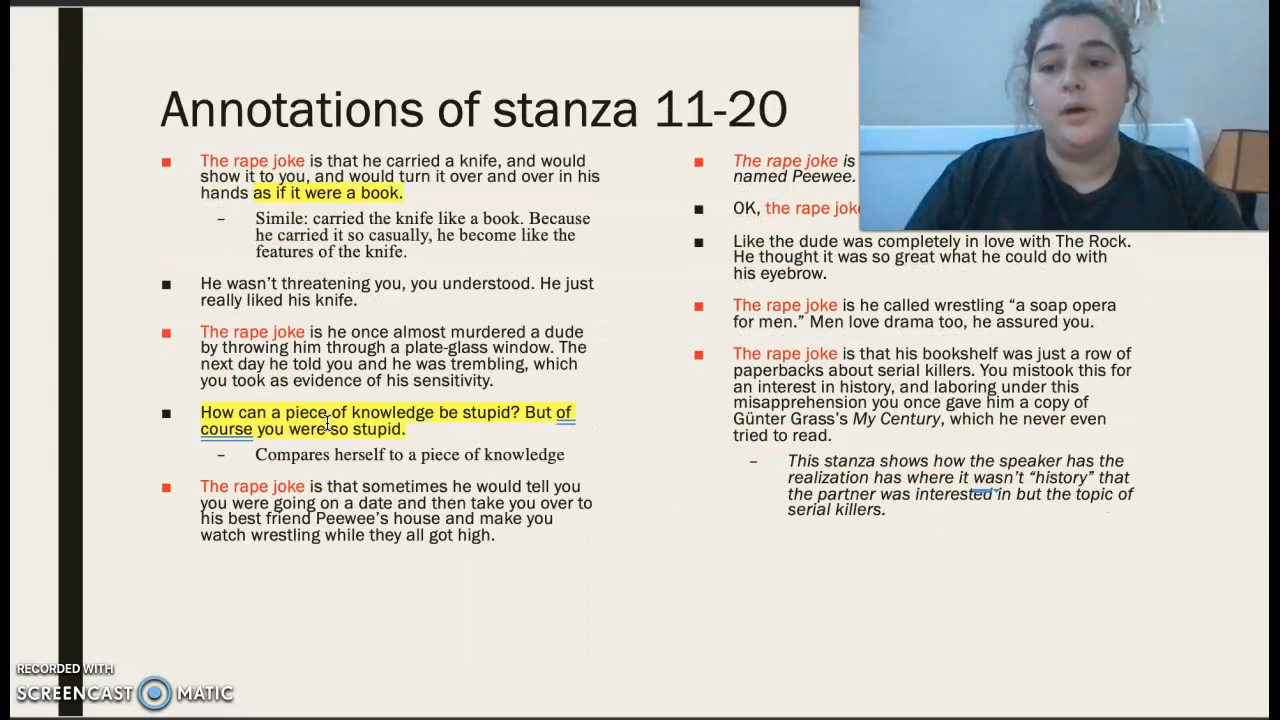 Annotations of stanza 11-20
The rape joke is that he carried a knife, and would
show it to you, and would turn it over and over in his
hands as if it were a book.
– Simile: carried the knife like a book. Because
he carried it so casually, he become like the
features of the knife.
He wasn't threatening you, you understood. He just
really liked his knife.
The rape joke is he once almost murdered a dude
by throwing him through a plate-glass window. The
next day he told you and he was trembling, which
you took as evidence of his sensitivity.
How can a piece of knowledge be stupid? But of
course you were so stupid.
– Compares herself to a piece of knowledge
The rape joke is that sometimes he would tell you
you were going on a date and then take you over to
his best friend Peewee's house and make you
watch wrestling while they all got high.
The rape joke is
named Peewee.
OK, the rape joke
Like the dude was completely in love with The Rock.
He thought it was so great what he could do with
his eyebrow.
The rape joke is he called wrestling “a soap opera
for men.” Men love drama too, he assured you.
The rape joke is that his bookshelf was just a row of
paperbacks about serial killers. You mistook this for
an interest in history, and laboring under this
misapprehension you once gave him a copy of
Günter Grass's My Century, which he never even
tried to read.
– This stanza shows how the speaker has the
realization has where it wasn't “history” that
the partner was interested in but the topic of
serial killers.
RECORDED WITH
SCREENCAST MATIC